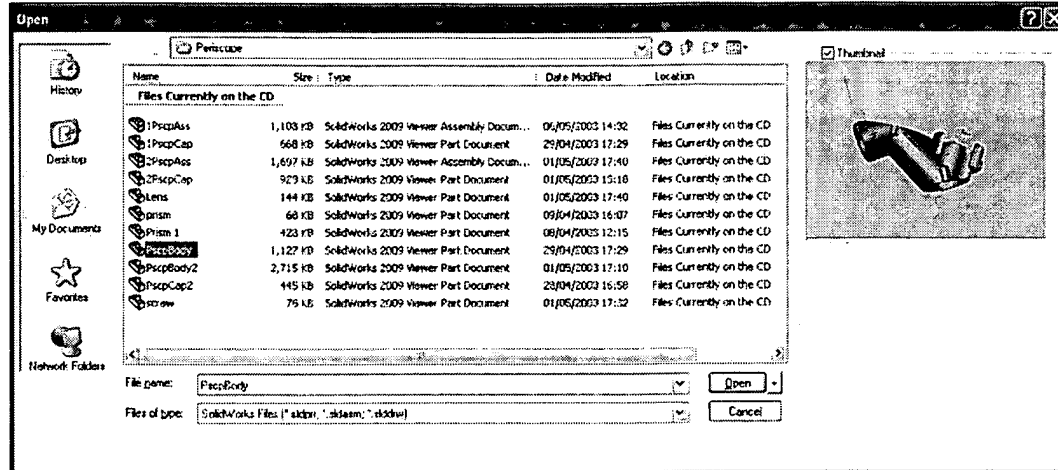 Open
Periscope
Thumbnail
History
Desktop
My Documents
Favorites
Network Folders
Name Size Type Date Modified Location
Files Currently on the CD
1PscpAss 1,103 KB SolidWorks 2009 Viewer Assembly Docum... 06/05/2003 14:32 Files Currently on the CD
1PscpCap 668 KB SolidWorks 2009 Viewer Part Document 29/04/2003 17:29 Files Currently on the CD
2PscpAss 1,697 KB SolidWorks 2009 Viewer Assembly Docum... 01/05/2003 17:40 Files Currently on the CD
2PscpCap 923 KB SolidWorks 2009 Viewer Part Document 01/05/2003 15:18 Files Currently on the CD
Lens 144 KB SolidWorks 2009 Viewer Part Document 01/05/2003 17:40 Files Currently on the CD
prism 68 KB SolidWorks 2009 Viewer Part Document 09/04/2003 16:07 Files Currently on the CD
Prism 1 423 KB SolidWorks 2009 Viewer Part Document 08/04/2003 12:15 Files Currently on the CD
PscpBody 1,127 KB SolidWorks 2009 Viewer Part Document 29/04/2003 17:29 Files Currently on the CD
PscpBody2 2,715 KB SolidWorks 2009 Viewer Part Document 01/05/2003 17:10 Files Currently on the CD
PscpCap2 445 KB SolidWorks 2009 Viewer Part Document 28/04/2003 16:58 Files Currently on the CD
screw 76 KB SolidWorks 2009 Viewer Part Document 01/05/2003 17:32 Files Currently on the CD
File name: PscpBody Open
Files of type: SolidWorks Files (*.sldprt; *.sldasm; *.slddrw) Cancel